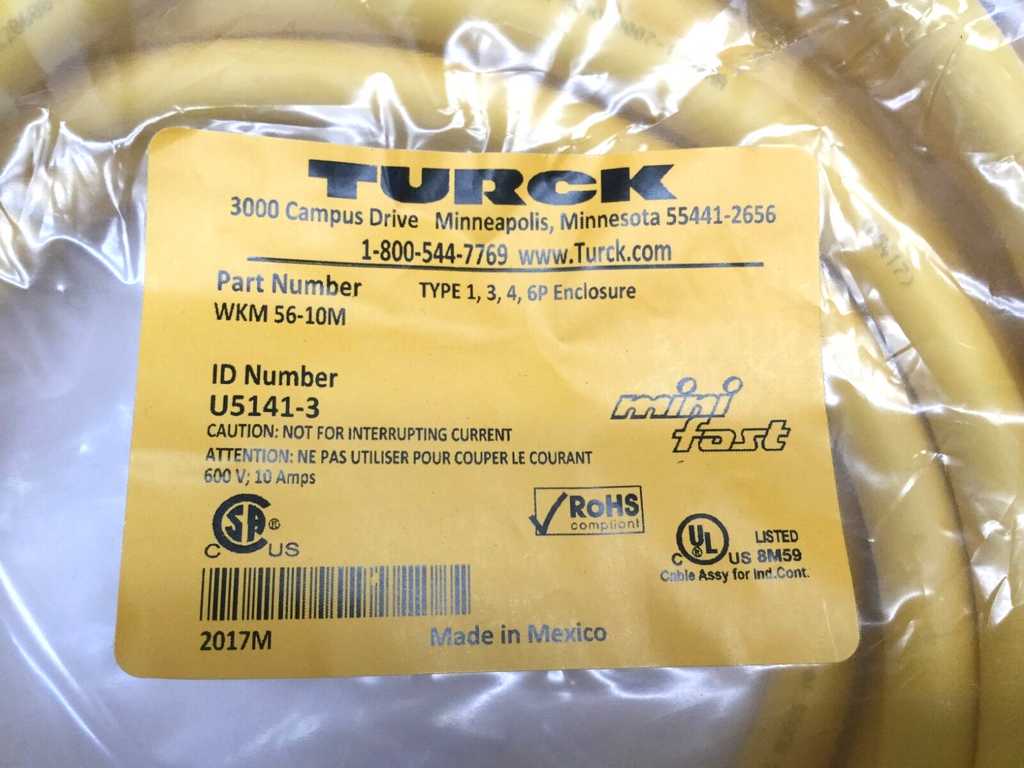 TURCK
3000 Campus Drive Minneapolis, Minnesota 55441-2656
1-800-544-7769 www.Turck.com
Part Number TYPE 1, 3, 4, 6P Enclosure
WKM 56-10M
ID Number
U5141-3
mini
fast
CAUTION: NOT FOR INTERRUPTING CURRENT
ATTENTION: NE PAS UTILISER POUR COUPER LE COURANT
600 V; 10 Amps
C SA ® US
RoHS
compliant
C UL ® US LISTED
8M59
Cable Assy for Ind.Cont.
2017M Made in Mexico